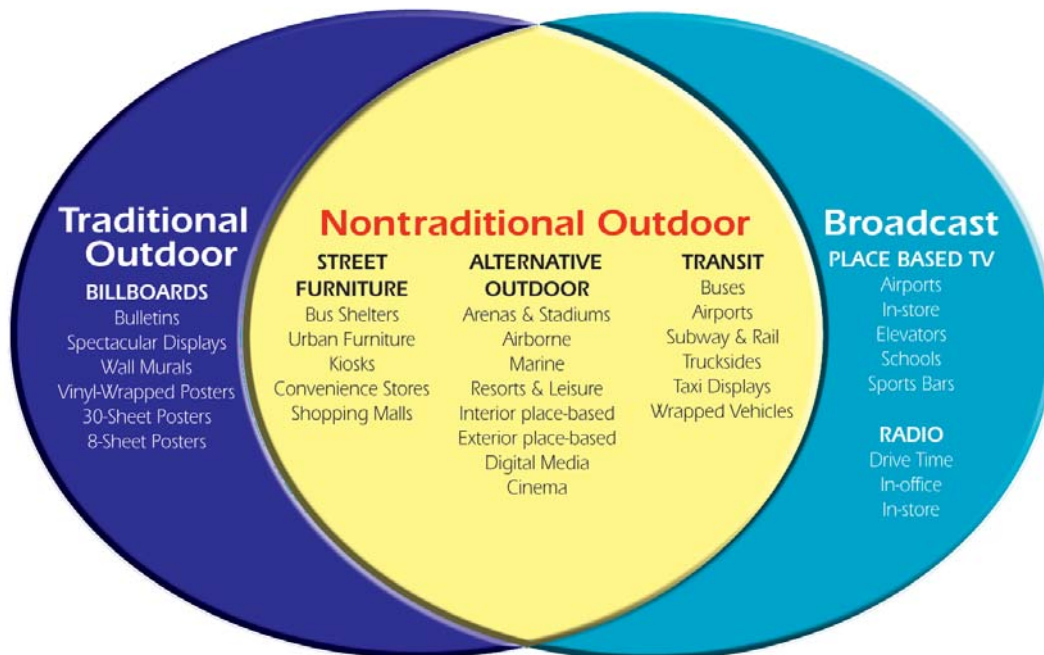 Traditional
Outdoor
BILLBOARDS
Bulletins
Spectacular Displays
Wall Murals
Vinyl-Wrapped Posters
30-Sheet Posters
8-Sheet Posters
Nontraditional Outdoor
STREET
FURNITURE
Bus Shelters
Urban Furniture
Kiosks
Convenience Stores
Shopping Malls
ALTERNATIVE
OUTDOOR
Arenas & Stadiums
Airborne
Marine
Resorts & Leisure
Interior place-based
Exterior place-based
Digital Media
Cinema
TRANSIT
Buses
Airports
Subway & Rail
Trucksides
Taxi Displays
Wrapped Vehicles
Broadcast
PLACE BASED TV
Airports
In-store
Elevators
Schools
Sports Bars
RADIO
Drive Time
In-office
In-store